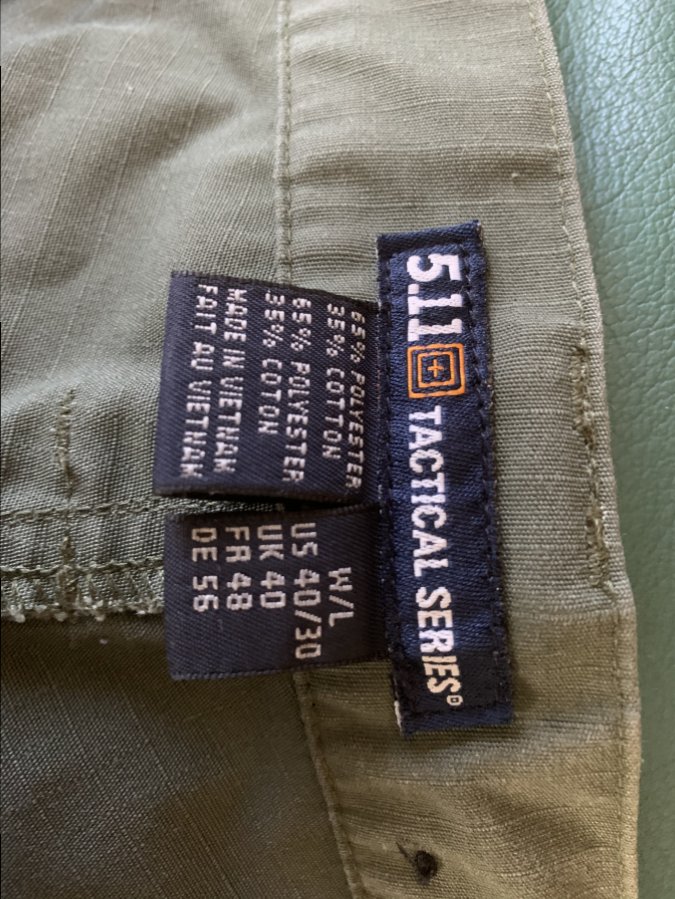 5.11 TACTICAL SERIES®
65% POLYESTER
35% COTTON
65% POLYESTER
35% COTON
MADE IN VIETNAM
FAIT AU VIETNAM
W/L
US 40/30
UK 40
FR 48
DE 56